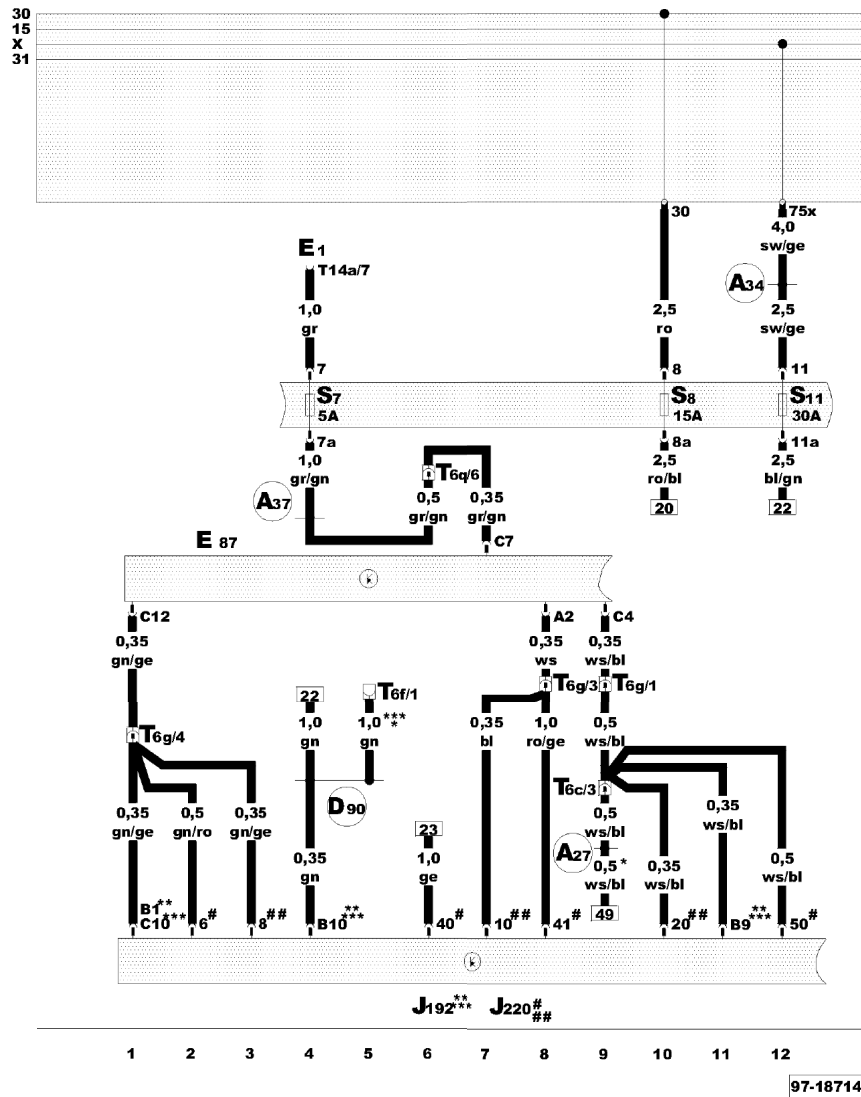 30
15
X
31
30
75x
4,0
sw/ge
E1
T14a/7
A34
1,0
gr
2,5
ro
2,5
sw/ge
7
8
11
S7
5A
S8
15A
S11
30A
7a
8a
11a
1,0
gr/gn
T6q/6
2,5
ro/bl
2,5
bl/gn
A37
0,5
gr/gn
0,35
gr/gn
20
22
E 87
C7
C12
A2
C4
0,35
gn/ge
0,35
ws
0,35
ws/bl
22
T6f/1
T6g/3
T6g/1
1,0
gn
1,0 ***
*
gn
0,35
bl
1,0
ro/ge
0,5
ws/bl
T6g/4
D90
T6c/3
0,35
gn/ge
0,5
gn/ro
0,35
gn/ge
23
0,5
ws/bl
0,35
ws/bl
A27
0,35
gn
1,0
ge
0,5 *
ws/bl
0,35
ws/bl
0,5
ws/bl
49
B1**
C10***
6#
8##
B10**
***
40#
10##
41#
20##
B9**
***
50#
J192**
***
J220#
##
1 2 3 4 5 6 7 8 9 10 11 12
97-18714